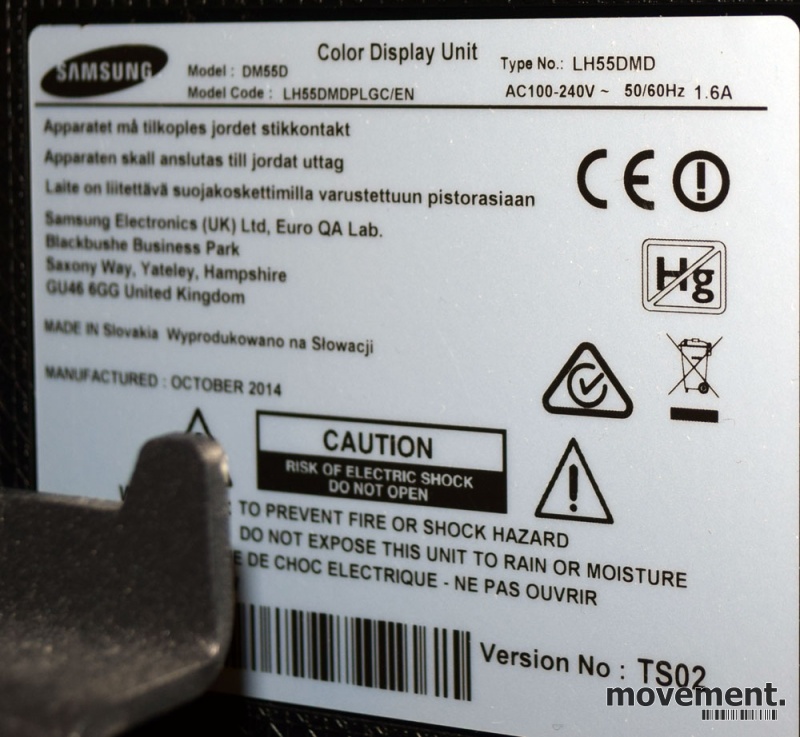 SAMSUNG
Color Display Unit
Model : DM55D
Type No.: LH55DMD
Model Code : LH55DMDPLGC/EN
AC100-240V ~ 50/60Hz 1.6A
Apparatet må tilkoples jordet stikkontakt
Apparaten skall anslutas till jordat uttag
Laite on liitettävä suojakoskettimilla varustettuun pistorasiaan
Samsung Electronics (UK) Ltd, Euro QA Lab.
Blackbushe Business Park
Saxony Way, Yateley, Hampshire
GU46 6GG United Kingdom
CE
Hg
MADE IN Slovakia Wyprodukowano na Słowacji
MANUFACTURED : OCTOBER 2014
CAUTION
RISK OF ELECTRIC SHOCK
DO NOT OPEN
: TO PREVENT FIRE OR SHOCK HAZARD
DO NOT EXPOSE THIS UNIT TO RAIN OR MOISTURE
DE CHOC ELECTRIQUE - NE PAS OUVRIR
Version No : TS02
movement.